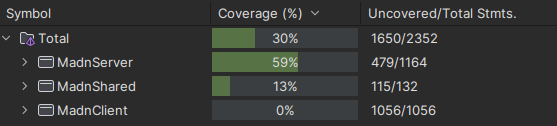 Symbol Coverage (%) Uncovered/Total Stmts.
Total 30% 1650/2352
MadnServer 59% 479/1164
MadnShared 13% 115/132
MadnClient 0% 1056/1056